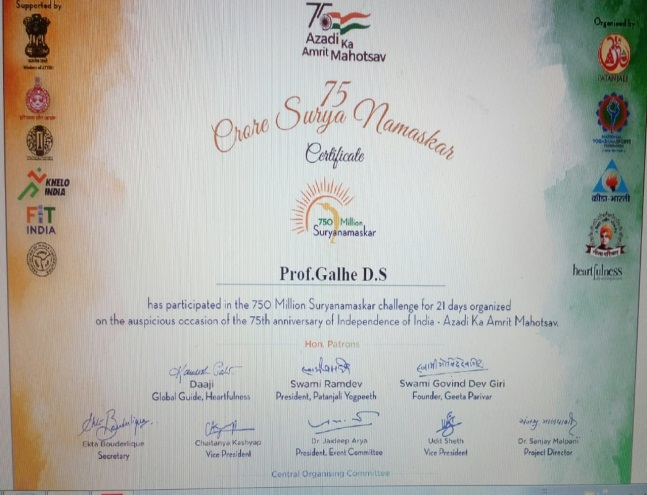 Supported by
75
Azadi Ka
Amrit Mahotsav
Organised by
PATANJALI
75
Crore Surya Namaskar
Certificate
KHELO
INDIA
FIT
INDIA
750 Million
Suryanamaskar
क्रीडा-भारती
heartfulness
Prof.Galhe D.S
has participated in the 750 Million Suryanamaskar challenge for 21 days organized
on the auspicious occasion of the 75th anniversary of Independence of India - Azadi Ka Amrit Mahotsav.
Hon. Patrons
Daaji
Global Guide, Heartfulness
Swami Ramdev
President, Patanjali Yogpeeth
Swami Govind Dev Giri
Founder, Geeta Parivar
Ekta Bouderlique
Secretary
Chaitanya Kashyap
Vice President
Dr. Jaideep Arya
President, Event Committee
Udit Sheth
Vice President
Dr. Sanjay Malpani
Project Director
Central Organising Committee